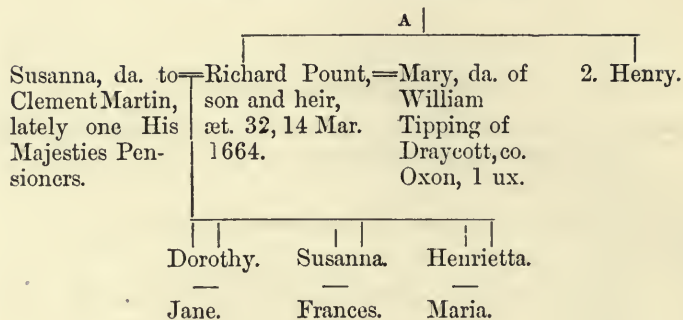 A
Susanna, da. to
Clement Martin,
lately one His
Majesties Pen-
sioners.
Richard Pount,
son and heir,
æt. 32, 14 Mar.
1664.
Mary, da. of
William
Tipping of
Draycott, co.
Oxon, 1 ux.
2. Henry.
Dorothy. Susanna. Henrietta.
Jane. Frances. Maria.